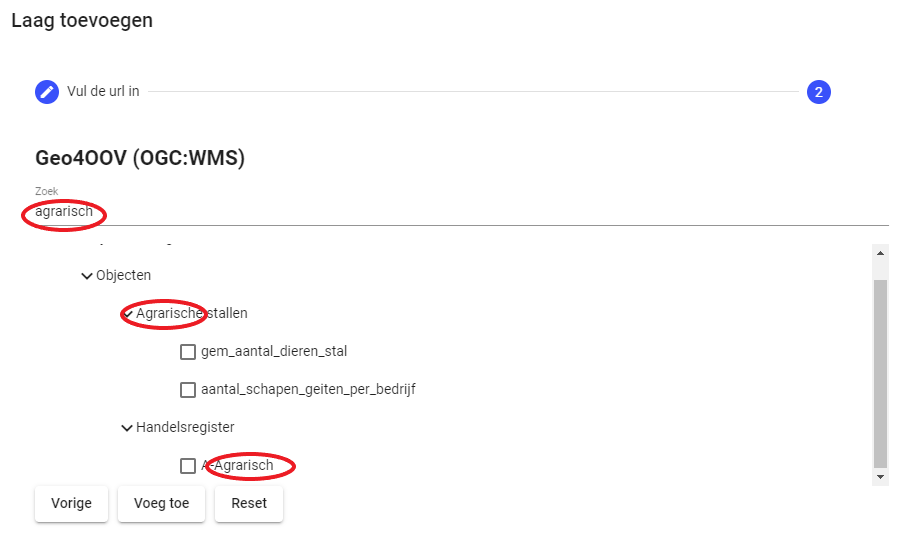 Laag toevoegen
Vul de url in
2
Geo4OOV (OGC:WMS)
Zoek
agrarisch
Objecten
Agrarische stallen
gem_aantal_dieren_stal
aantal_schapen_geiten_per_bedrijf
Handelsregister
A-Agrarisch
Vorige
Voeg toe
Reset